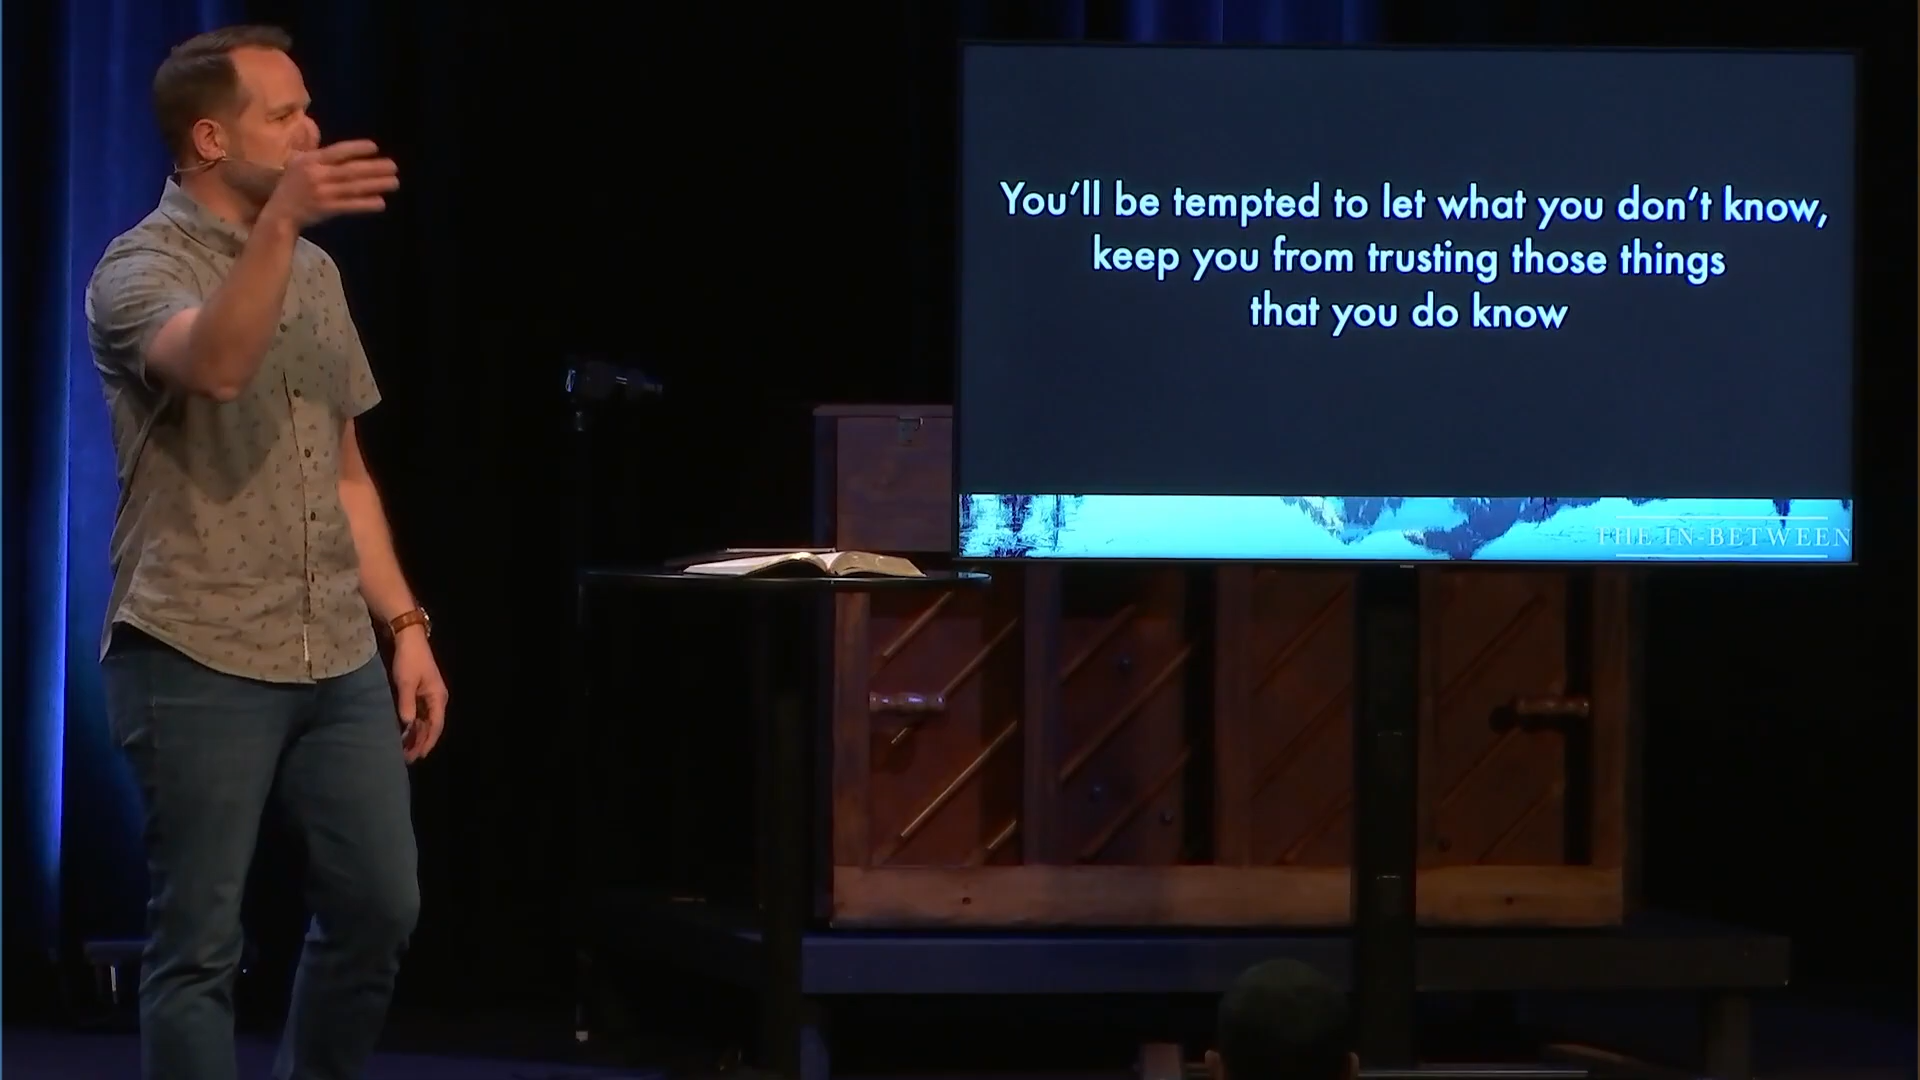 You'll be tempted to let what you don't know,
keep you from trusting those things
that you do know
THE IN-BETWEEN